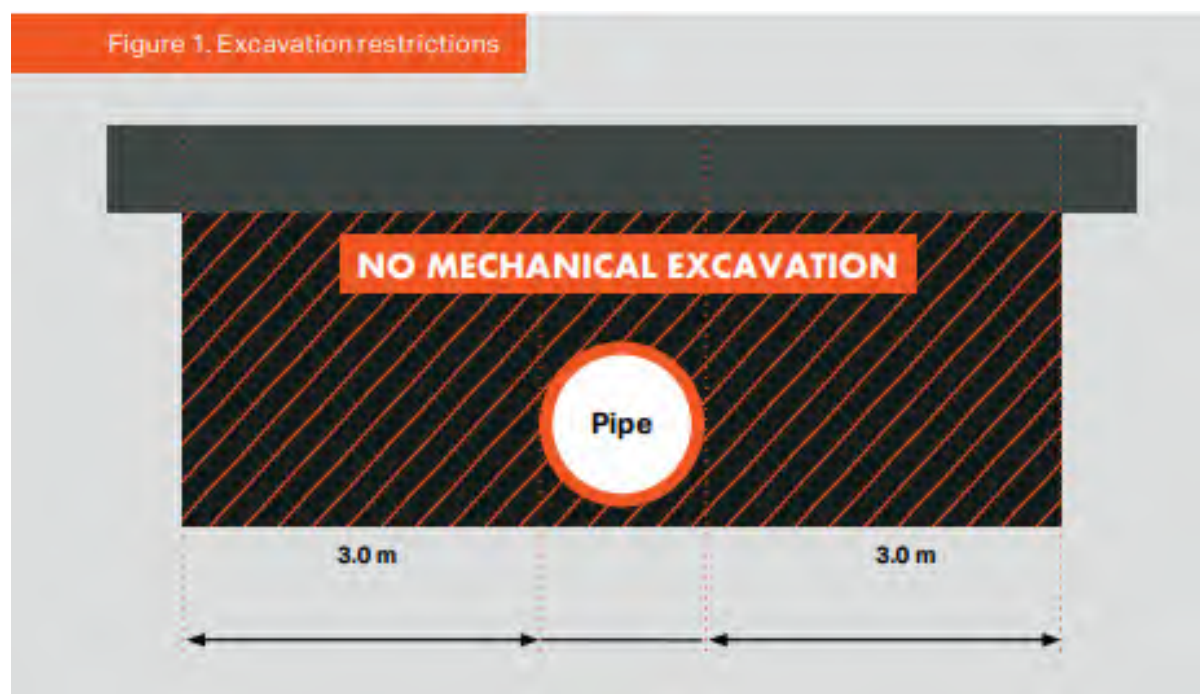 Figure 1. Excavation restrictions
NO MECHANICAL EXCAVATION
Pipe
3.0 m
3.0 m